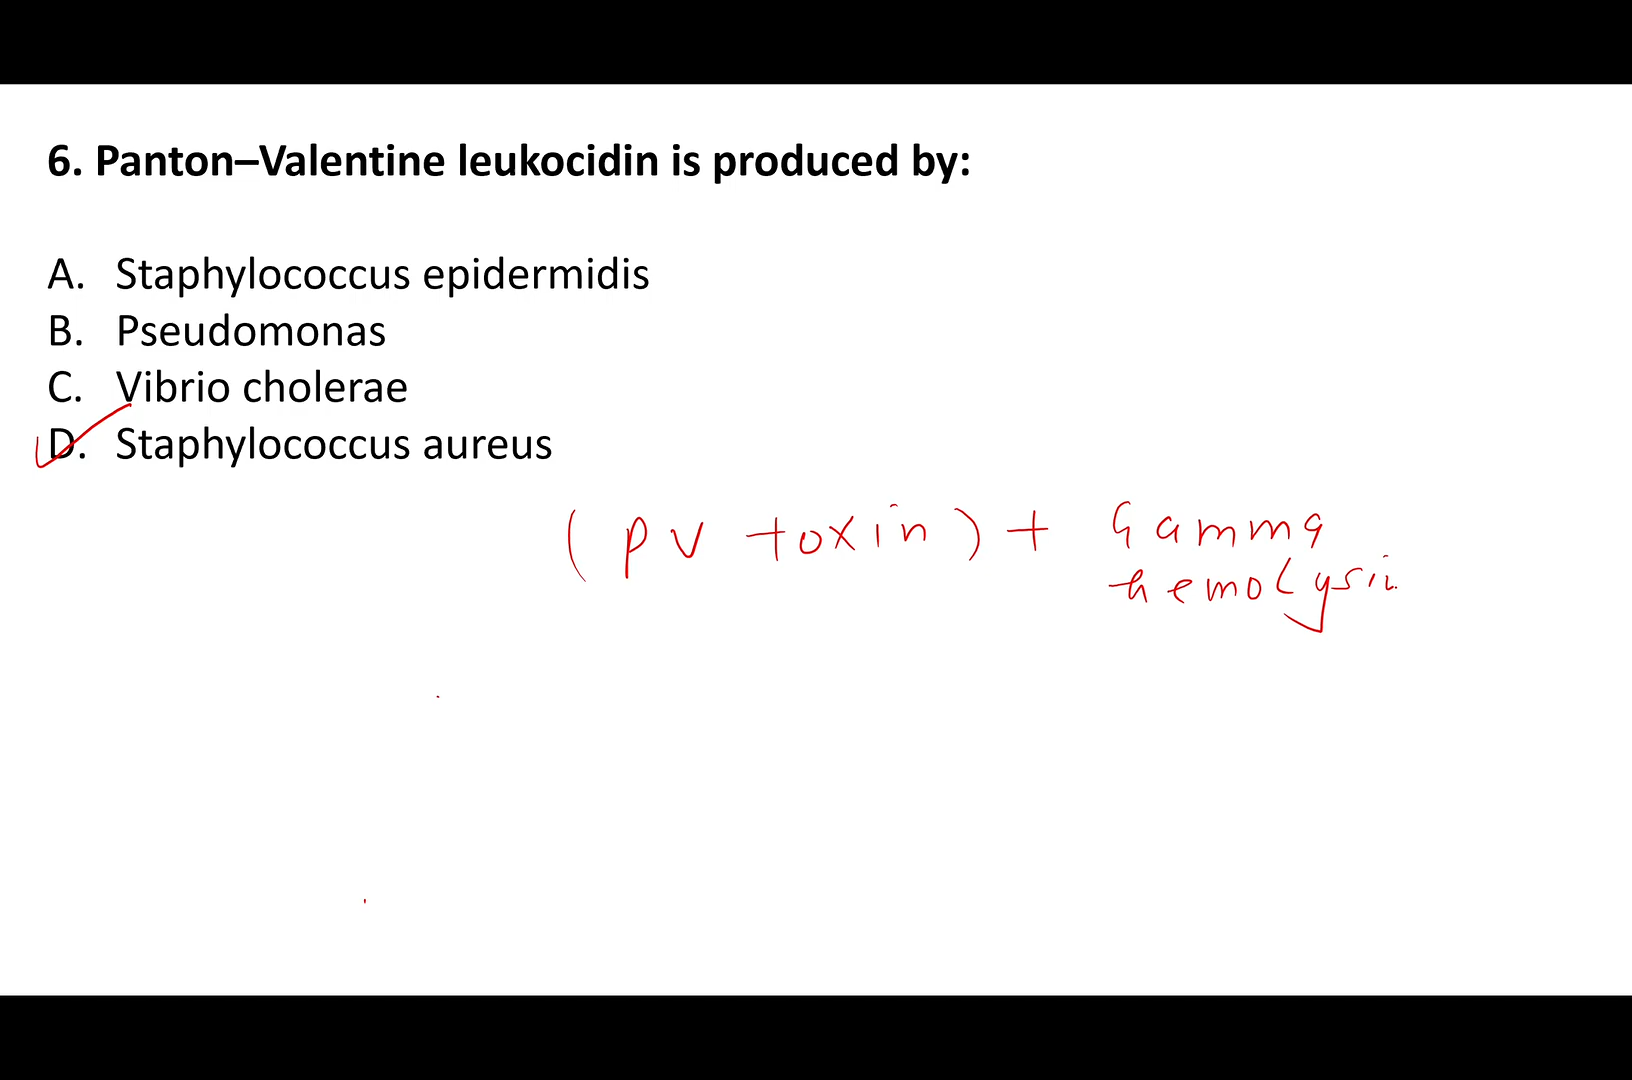 6. Panton–Valentine leukocidin is produced by:
A. Staphylococcus epidermidis
B. Pseudomonas
C. Vibrio cholerae
D. Staphylococcus aureus
(PV toxin) + Gamma
hemolysin